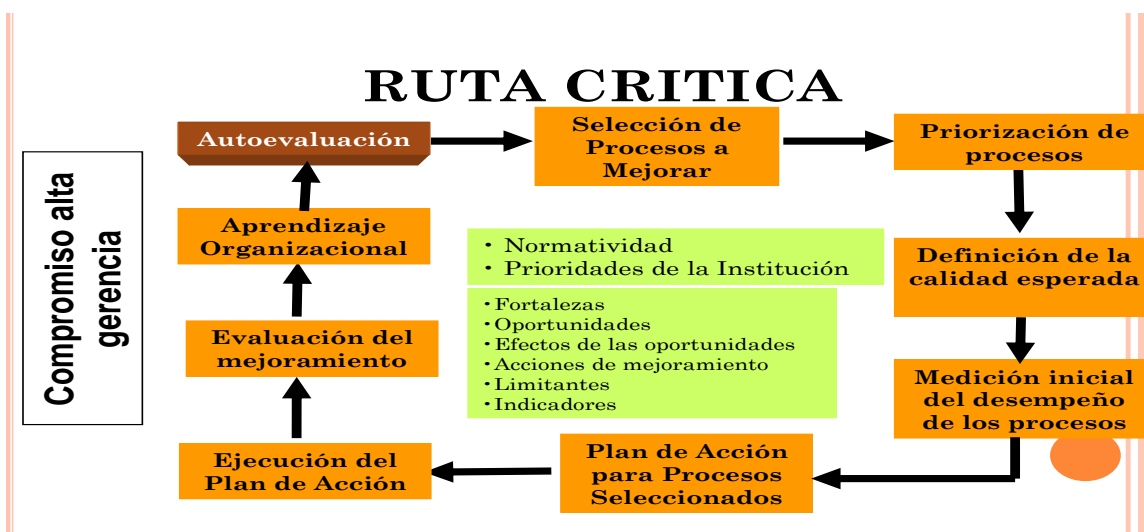 RUTA CRITICA
Autoevaluación
Selección de
Procesos a
Mejorar
Priorización de
procesos
Definición de la
calidad esperada
Medición inicial
del desempeño
de los procesos
Plan de Acción
para Procesos
Seleccionados
Ejecución del
Plan de Acción
Evaluación del
mejoramiento
Aprendizaje
Organizacional
• Normatividad
• Prioridades de la Institución
• Fortalezas
• Oportunidades
• Efectos de las oportunidades
• Acciones de mejoramiento
• Limitantes
• Indicadores
Compromiso alta
gerencia